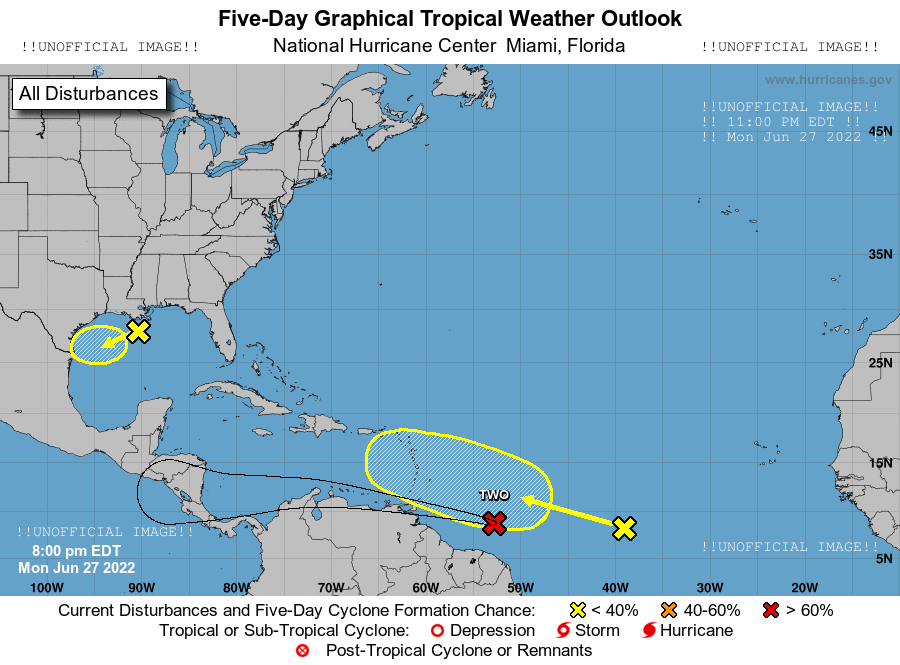 Five-Day Graphical Tropical Weather Outlook
!!UNOFFICIAL IMAGE!!
National Hurricane Center  Miami, Florida
!!UNOFFICIAL IMAGE!!
All Disturbances
www.hurricanes.gov
!!UNOFFICIAL IMAGE!!
!! 11:00 PM EDT !!
!! Mon Jun 27 2022 !!
45N
35N
25N
15N
TWO
!!UNOFFICIAL IMAGE!!
8:00 pm EDT
Mon Jun 27 2022
!!UNOFFICIAL IMAGE!!
5N
100W 90W 80W 70W 60W 50W 40W 30W 20W
Current Disturbances and Five-Day Cyclone Formation Chance: < 40% 40-60% > 60%
Tropical or Sub-Tropical Cyclone: Depression Storm Hurricane
Post-Tropical Cyclone or Remnants